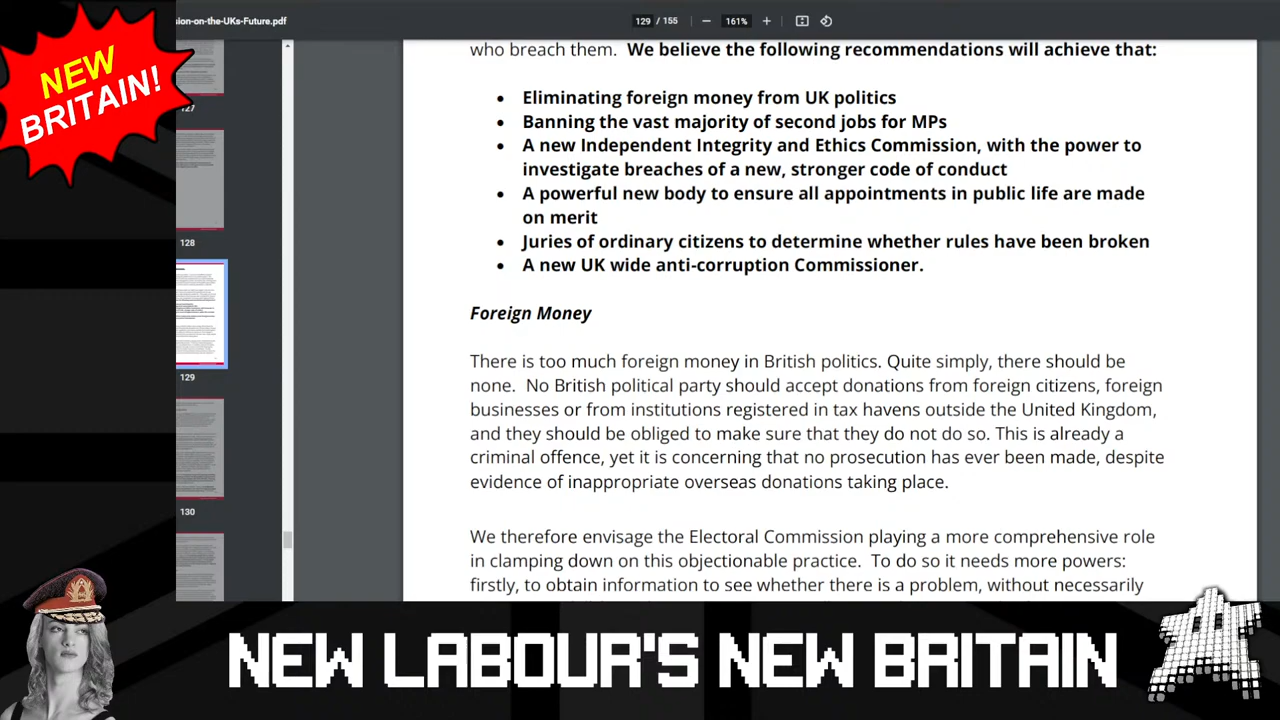 sion-on-the-UKs-Future.pdf
129 / 155
161%
NEW
BRITAIN!
127
128
129
130
who breach them. We believe the following recommendations will achieve that:
• Eliminating foreign money from UK politics
• Banning the vast majority of second jobs for MPs
• A new Independent Integrity and Ethics Commission, with the power to
investigate breaches of a new, stronger code of conduct
• A powerful new body to ensure all appointments in public life are made
on merit
• Juries of ordinary citizens to determine whether rules have been broken
• A new UK wide anti-corruption Commissioner
Foreign Money
There is too much foreign money in British politics. Quite simply, there should be
none. No British political party should accept donations from foreign citizens, foreign
businesses or from institutions registered in tax havens outside the United Kingdom,
and they should be obliged to make sure that they do not do so. This is already a
criminal offence, but it is concerning that no prosecution has ever been made, despite
evidence of inappropriate overseas donations taking place.
We therefore envisage the Electoral Commission playing a more comprehensive role
in clamping down on this objectionable practice. To do so it needs more powers:
firstly, to obtain information to see whether there is a problem, without necessarily
NEW LABOUR'S NEW BRITAIN